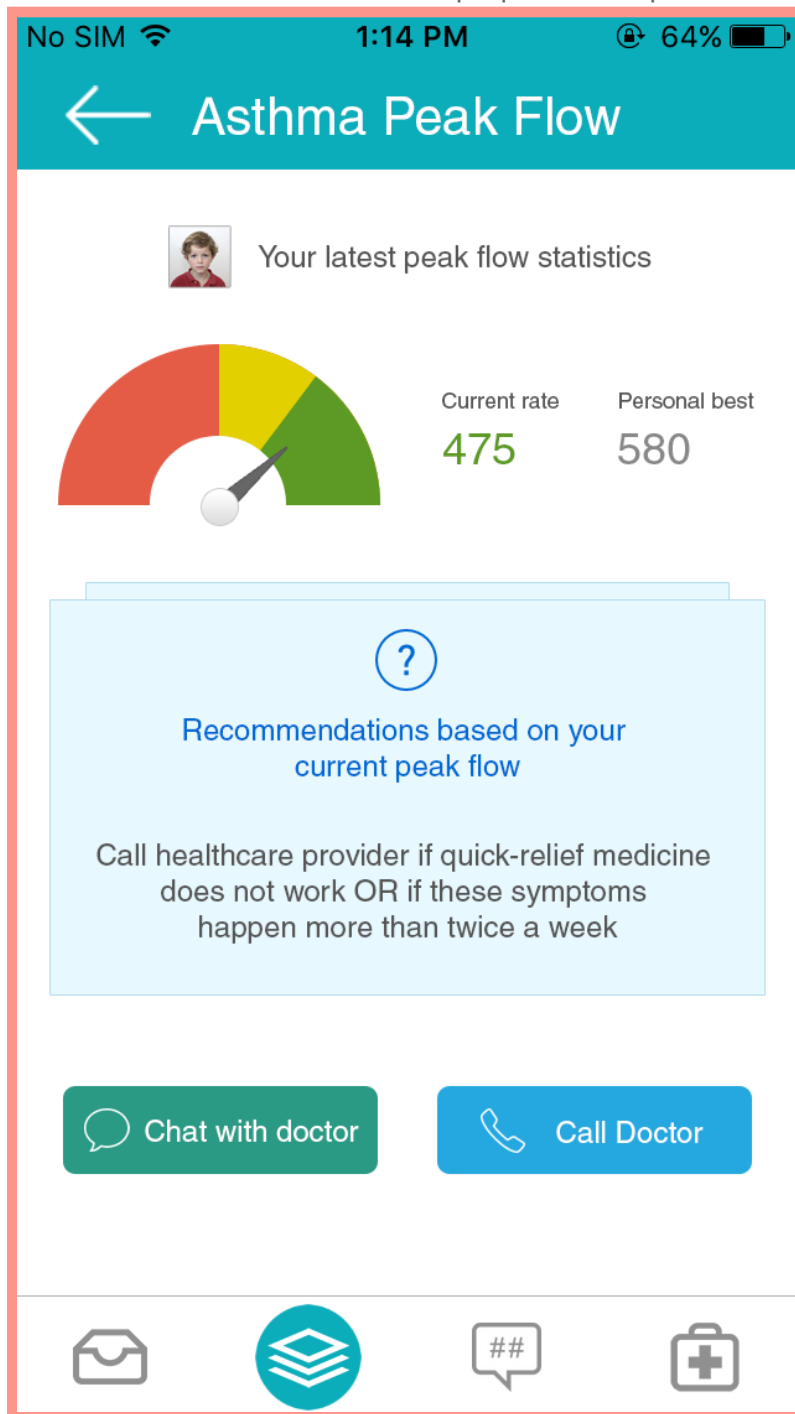 No SIM 1:14 PM 64%
Asthma Peak Flow
Your latest peak flow statistics
Current rate Personal best
475 580
?
Recommendations based on your
current peak flow
Call healthcare provider if quick-relief medicine
does not work OR if these symptoms
happen more than twice a week
Chat with doctor Call Doctor
##